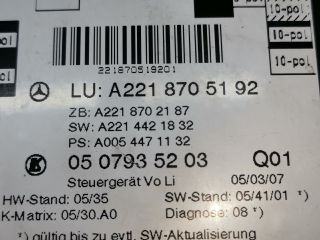 0-pol
10-pol
10-pol
10-pol
221870519201
LU: A221 870 51 92
ZB: A221 870 21 87
SW: A221 442 18 32
PS: A005 447 11 32
K 05 0793 52 03 Q01
Steuergerät Vo Li 05/03/07
HW-Stand: 05/35 SW-Stand: 05/41/01 *)
K-Matrix: 05/30.A0 Diagnose: 08 *)
*) gültig bis zu evtl. SW-Aktualisierung